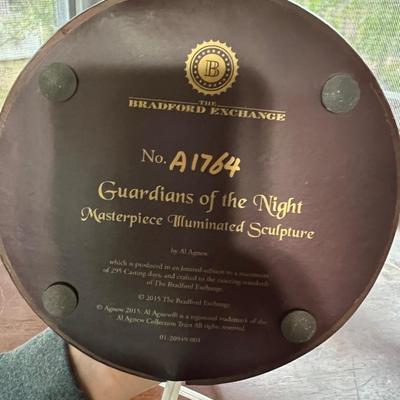 B
THE
BRADFORD EXCHANGE
No. A1764
Guardians of the Night
Masterpiece Illuminated Sculpture
by Al Agnew
which is produced in an limited-edition to a maximum
of 295 Casting days, and crafted to the exacting standards
of The Bradford Exchange.
© 2015 The Bradford Exchange
© Agnew 2015. Al Agnew® is a registered trademark of the
Al Agnew Collection Trust All rights reserved.
01-20949-001